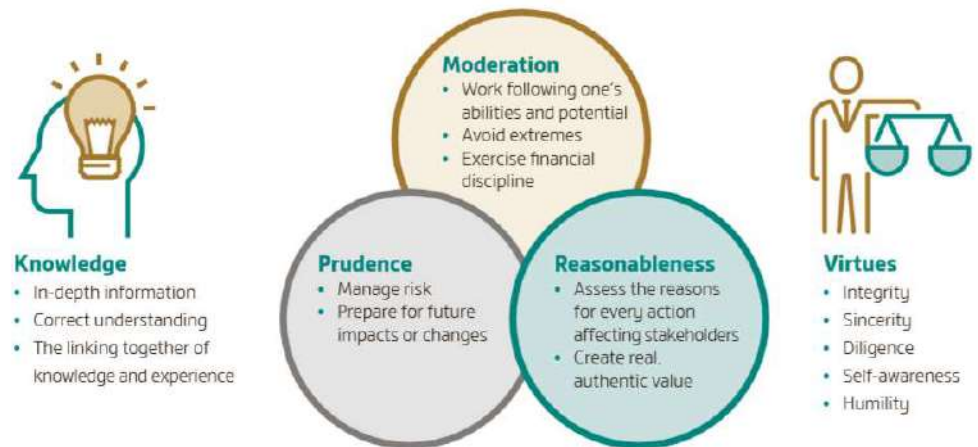 Moderation
• Work following one's
abilities and potential
• Avoid extremes
• Exercise financial
discipline
Knowledge
• In-depth information
• Correct understanding
• The linking together of
knowledge and experience
Prudence
• Manage risk
• Prepare for future
impacts or changes
Reasonableness
• Assess the reasons
for every action
affecting stakeholders
• Create real,
authentic value
Virtues
• Integrity
• Sincerity
• Diligence
• Self-awareness
• Humility